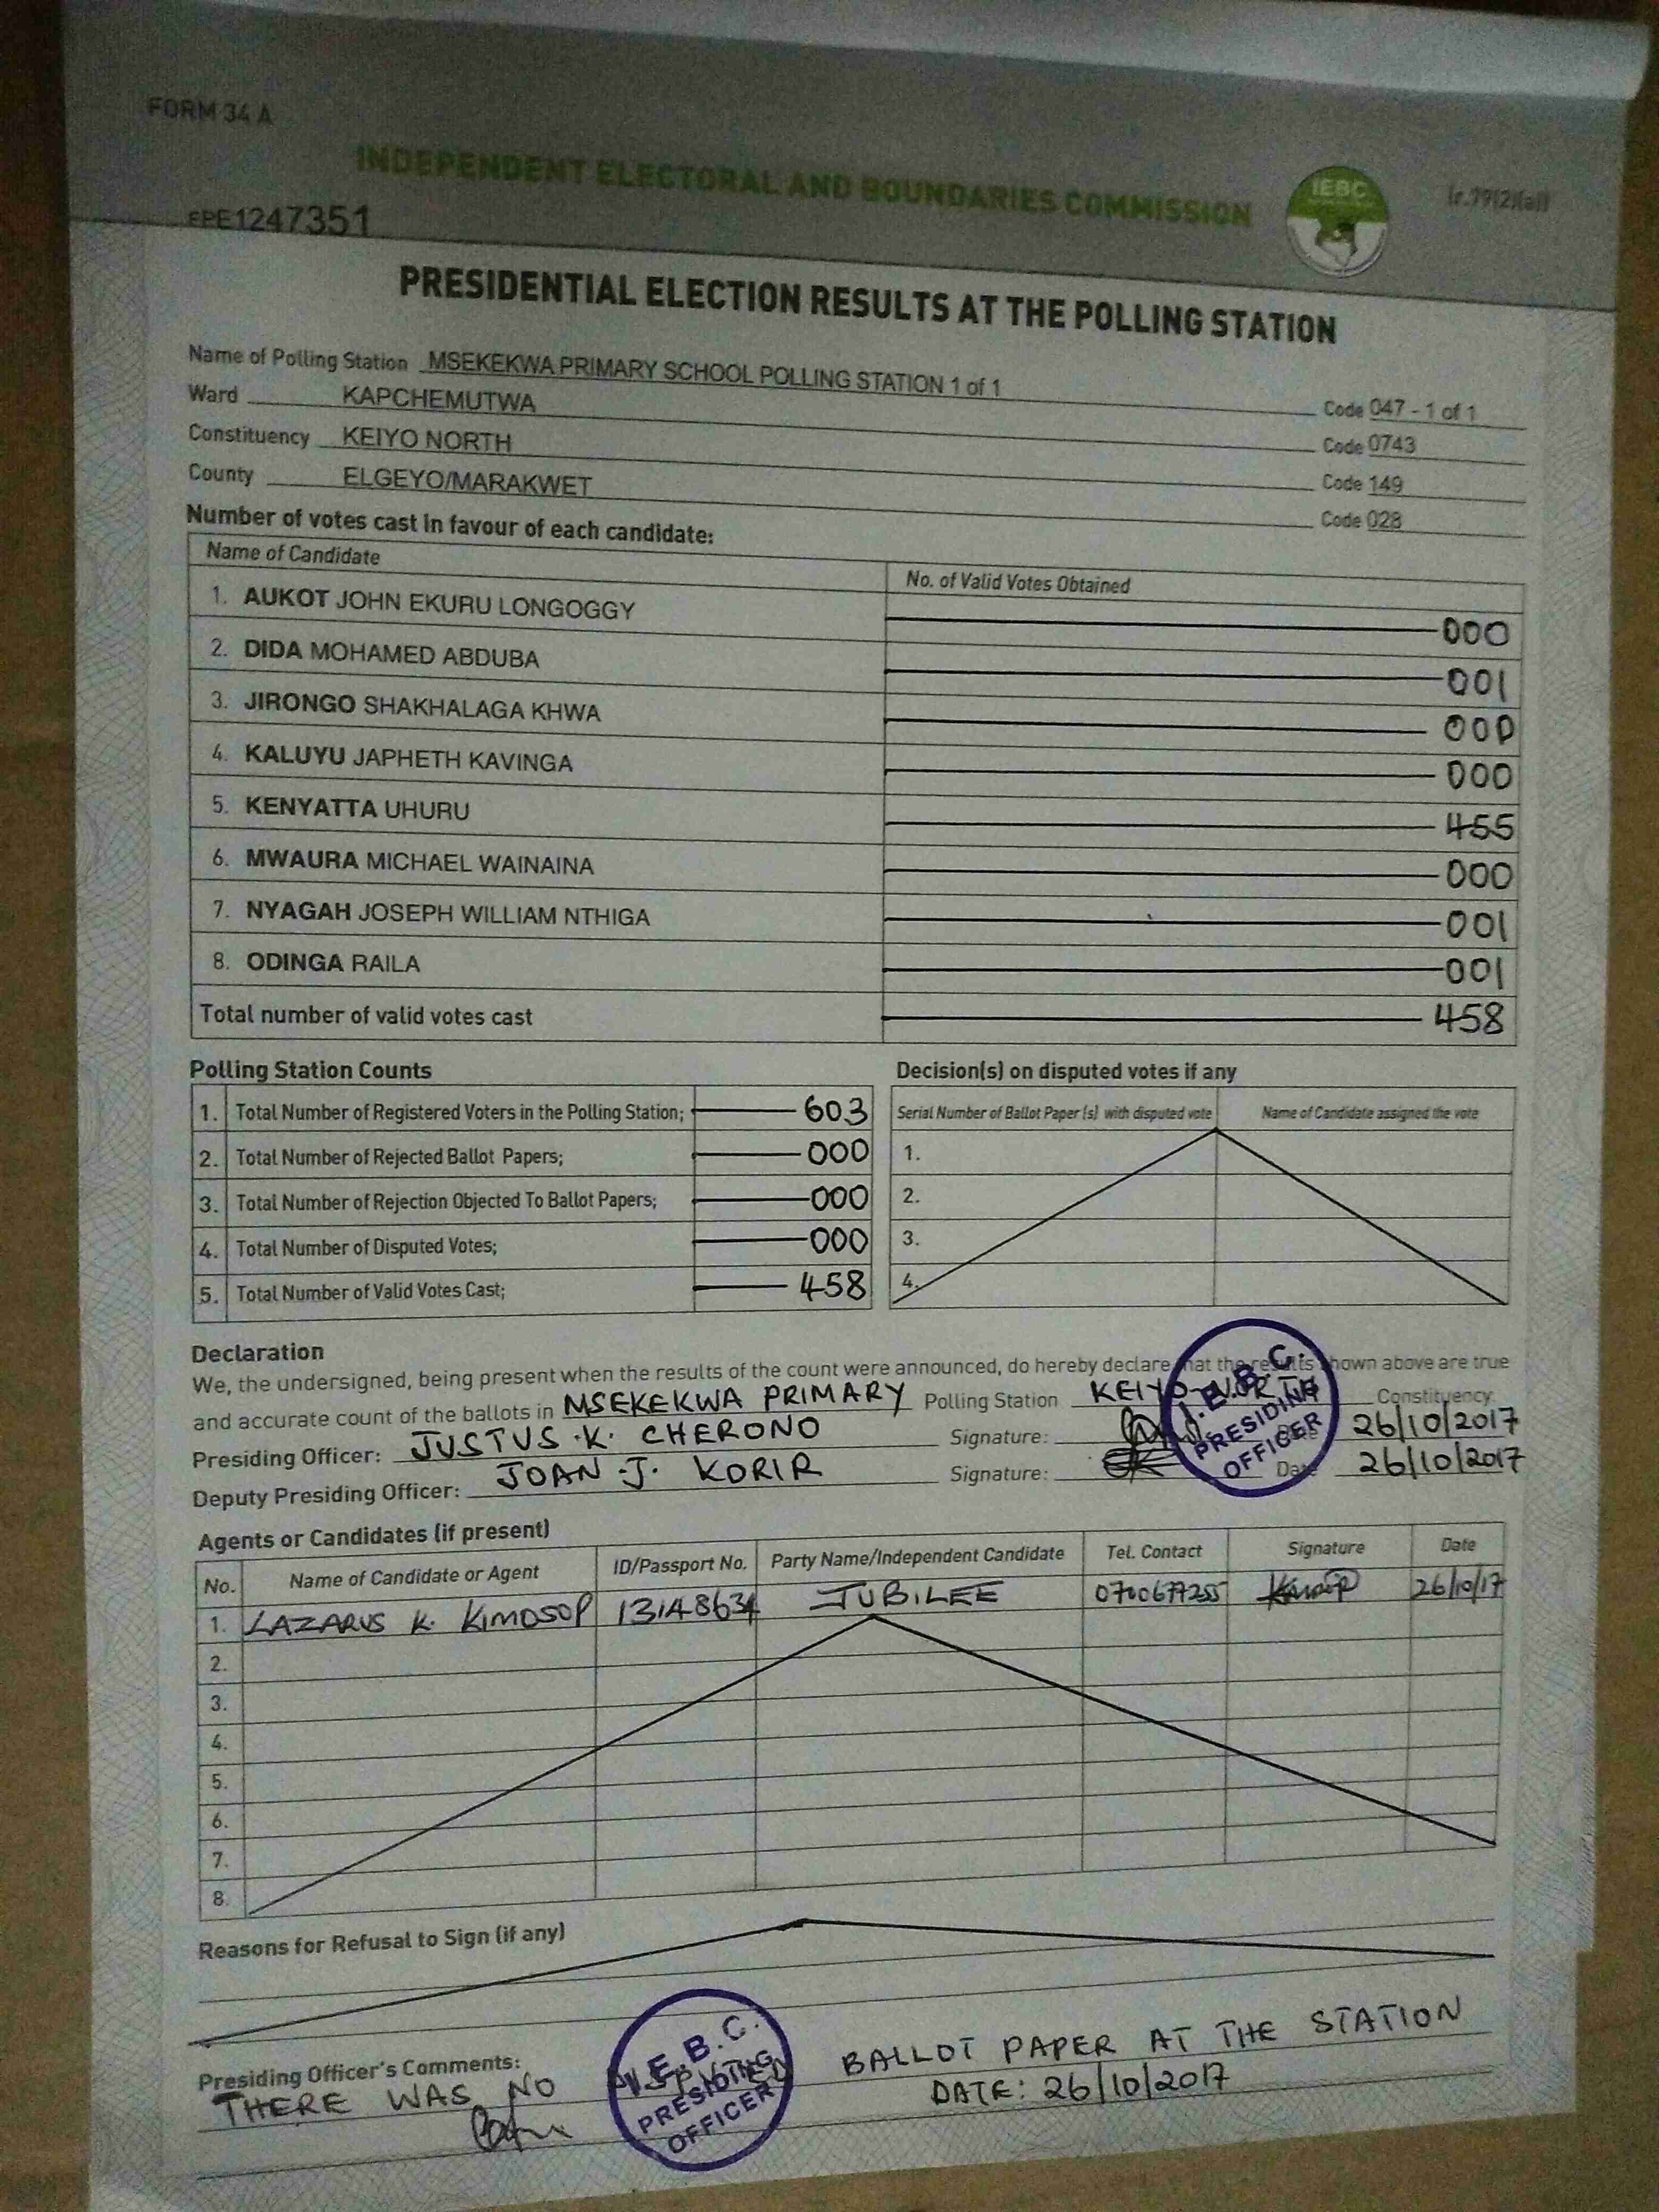 FORM 34 A
INDEPENDENT ELECTORAL AND BOUNDARIES COMMISSION
IEBC
EPE1247351
PRESIDENTIAL ELECTION RESULTS AT THE POLLING STATION
Name of Polling Station MSEKEKWA PRIMARY SCHOOL POLLING STATION 1 of 1 Code 047 - 1 of 1
Ward KAPCHEMUTWA Code 0743
Constituency KEIYO NORTH Code 149
County ELGEYO/MARAKWET Code 028
Number of votes cast in favour of each candidate:
Name of Candidate No. of Valid Votes Obtained
1. AUKOT JOHN EKURU LONGOGGY 000
2. DIDA MOHAMED ABDUBA 001
3. JIRONGO SHAKHALAGA KHWA 000
4. KALUYU JAPHETH KAVINGA 000
5. KENYATTA UHURU 455
6. MWAURA MICHAEL WAINAINA 000
7. NYAGAH JOSEPH WILLIAM NTHIGA 001
8. ODINGA RAILA 001
Total number of valid votes cast 458
Polling Station Counts
1. Total Number of Registered Voters in the Polling Station; 603
2. Total Number of Rejected Ballot Papers; 000
3. Total Number of Rejection Objected To Ballot Papers; 000
4. Total Number of Disputed Votes; 000
5. Total Number of Valid Votes Cast; 458
Decision(s) on disputed votes if any
Serial Number of Ballot Paper (s) with disputed vote Name of Candidate assigned the vote
1.
2.
3.
4.
Declaration
We, the undersigned, being present when the results of the count were announced, do hereby declare that the results shown above are true
and accurate count of the ballots in MSEKEKWA PRIMARY Polling Station KEIYO NORTH Constituency
Presiding Officer: JUSTUS .K. CHERONO Signature: 26/10/2017
Deputy Presiding Officer: JOAN .J. KORIR Signature: Date 26/10/2017
I.E.B.C.
PRESIDING
OFFICER
Agents or Candidates (if present)
No. Name of Candidate or Agent ID/Passport No. Party Name/Independent Candidate Tel. Contact Signature Date
1. LAZARUS K. KIMOSOP 13148634 JUBILEE 0700677255 26/10/17
2.
3.
4.
5.
6.
7.
8.
Reasons for Refusal to Sign (if any)
Presiding Officer's Comments:
THERE WAS NO DISPUTED BALLOT PAPER AT THE STATION
DATE: 26/10/2017
I.E.B.C.
PRESIDING
OFFICER